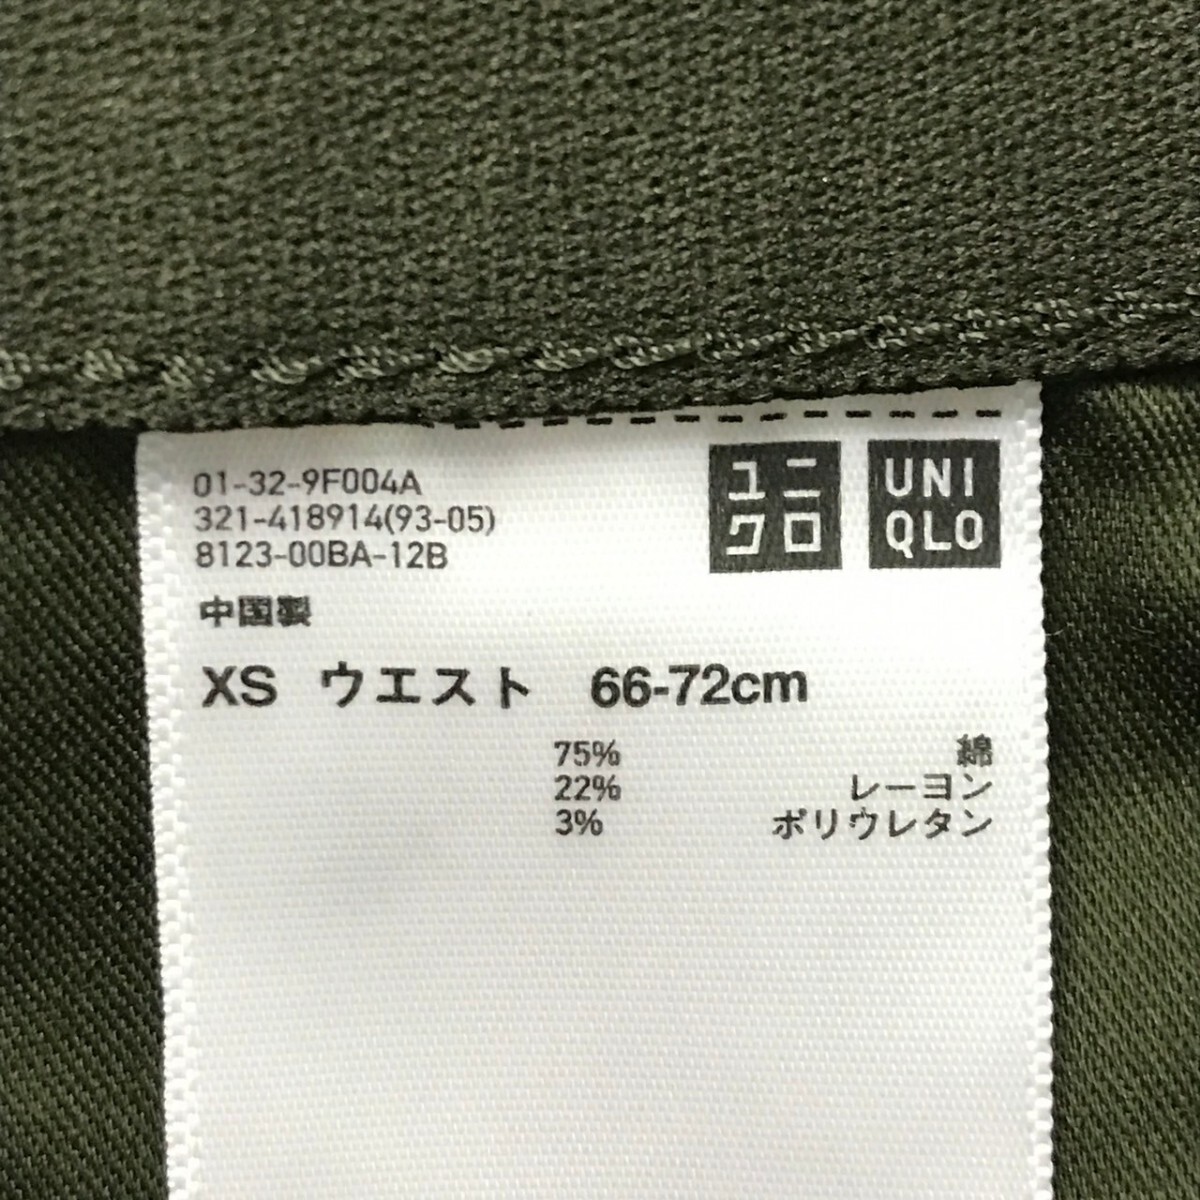 01-32-9F004A
321-418914(93-05)
8123-00BA-12B
中国製
ユニ
クロ
UNI
QLO
XS ウエスト 66-72cm
75% 綿
22% レーヨン
3% ポリウレタン